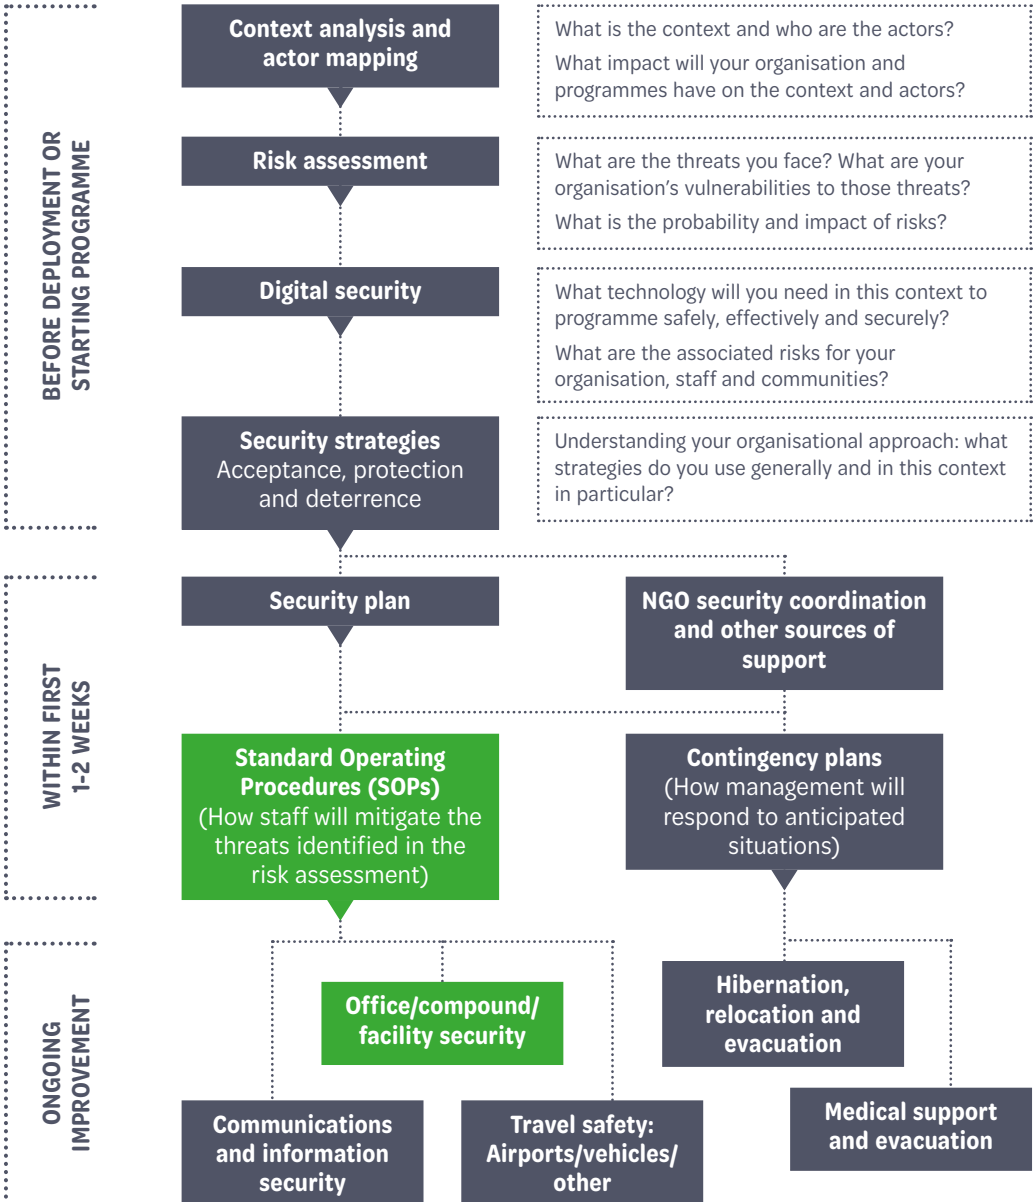 BEFORE DEPLOYMENT OR
STARTING PROGRAMME
Context analysis and
actor mapping
What is the context and who are the actors?
What impact will your organisation and
programmes have on the context and actors?
Risk assessment
What are the threats you face? What are your
organisation’s vulnerabilities to those threats?
What is the probability and impact of risks?
Digital security
What technology will you need in this context to
programme safely, effectively and securely?
What are the associated risks for your
organisation, staff and communities?
Security strategies
Acceptance, protection
and deterrence
Understanding your organisational approach: what
strategies do you use generally and in this context
in particular?
WITHIN FIRST
1-2 WEEKS
Security plan
NGO security coordination
and other sources of
support
Standard Operating
Procedures (SOPs)
(How staff will mitigate the
threats identified in the
risk assessment)
Contingency plans
(How management will
respond to anticipated
situations)
ONGOING
IMPROVEMENT
Office/compound/
facility security
Hibernation,
relocation and
evacuation
Communications
and information
security
Travel safety:
Airports/vehicles/
other
Medical support
and evacuation